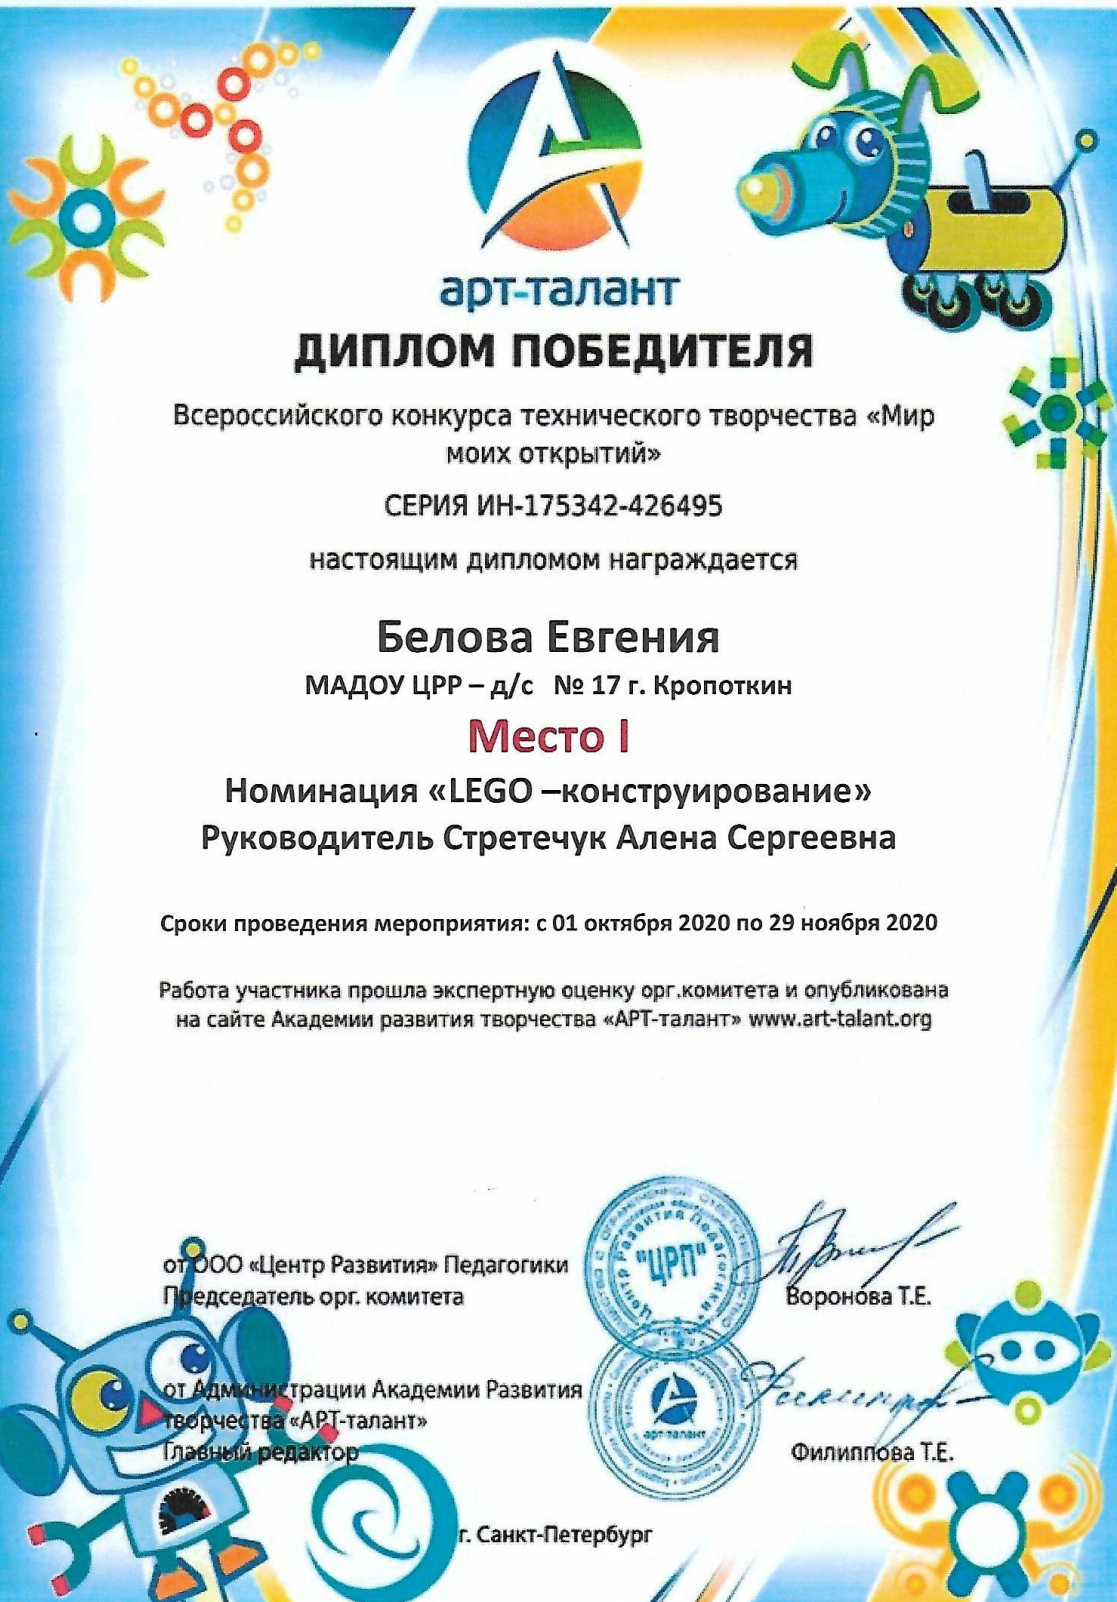 арт-талант
ДИПЛОМ ПОБЕДИТЕЛЯ
Всероссийского конкурса технического творчества «Мир
моих открытий»
СЕРИЯ ИН-175342-426495
настоящим дипломом награждается
Белова Евгения
МАДОУ ЦРР – д/с № 17 г. Кропоткин
Место I
Номинация «LEGO –конструирование»
Руководитель Стретечук Алена Сергеевна
Сроки проведения мероприятия: с 01 октября 2020 по 29 ноября 2020
Работа участника прошла экспертную оценку орг.комитета и опубликована
на сайте Академии развития творчества «АРТ-талант» www.art-talant.org
от ООО «Центр Развития» Педагогики
Председатель орг. комитета
"ЦРП"
Центр Развития Педагогики
Воронова Т.Е.
от Администрации Академии Развития
творчества «АРТ-талант»
Главный редактор
арт-талант
Филиппова Т.Е.
г. Санкт-Петербург